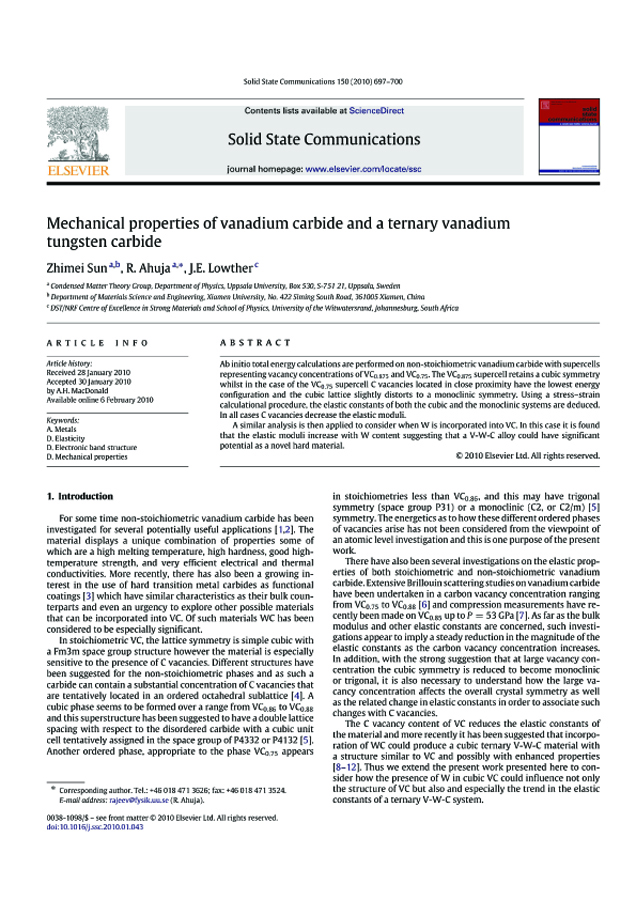 Solid State Communications 150 (2010) 697–700
Contents lists available at ScienceDirect
Solid State Communications
journal homepage: www.elsevier.com/locate/ssc
ELSEVIER
solid
state
communications
Mechanical properties of vanadium carbide and a ternary vanadium
tungsten carbide
Zhimei Sun a,b, R. Ahuja a,*, J.E. Lowther c
a Condensed Matter Theory Group, Department of Physics, Uppsala University, Box 530, S-751 21, Uppsala, Sweden
b Department of Materials Science and Engineering, Xiamen University, No. 422 Siming South Road, 361005 Xiamen, China
c DST/NRF Centre of Excellence in Strong Materials and School of Physics, University of the Witwatersrand, Johannesburg, South Africa
ARTICLE INFO
Article history:
Received 28 January 2010
Accepted 30 January 2010
by A.H. MacDonald
Available online 6 February 2010
Keywords:
A. Metals
D. Elasticity
D. Electronic band structure
D. Mechanical properties
ABSTRACT
Ab initio total energy calculations are performed on non-stoichiometric vanadium carbide with supercells
representing vacancy concentrations of VC0.875 and VC0.75. The VC0.875 supercell retains a cubic symmetry
whilst in the case of the VC0.75 supercell C vacancies located in close proximity have the lowest energy
configuration and the cubic lattice slightly distorts to a monoclinic symmetry. Using a stress–strain
calculational procedure, the elastic constants of both the cubic and the monoclinic systems are deduced.
In all cases C vacancies decrease the elastic moduli.
A similar analysis is then applied to consider when W is incorporated into VC. In this case it is found
that the elastic moduli increase with W content suggesting that a V–W–C alloy could have significant
potential as a novel hard material.
© 2010 Elsevier Ltd. All rights reserved.
1. Introduction
For some time non-stoichiometric vanadium carbide has been
investigated for several potentially useful applications [1,2]. The
material displays a unique combination of properties some of
which are a high melting temperature, high hardness, good high-
temperature strength, and very efficient electrical and thermal
conductivities. More recently, there has also been a growing in-
terest in the use of hard transition metal carbides as functional
coatings [3] which have similar characteristics as their bulk coun-
terparts and even an urgency to explore other possible materials
that can be incorporated into VC. Of such materials WC has been
considered to be especially significant.
In stoichiometric VC, the lattice symmetry is simple cubic with
a Fm3m space group structure however the material is especially
sensitive to the presence of C vacancies. Different structures have
been suggested for the non-stoichiometric phases and as such a
carbide can contain a substantial concentration of C vacancies that
are tentatively located in an ordered octahedral sublattice [4]. A
cubic phase seems to be formed over a range from VC0.86 to VC0.88
and this superstructure has been suggested to have a double lattice
spacing with respect to the disordered carbide with a cubic unit
cell tentatively assigned in the space group of P4332 or P4132 [5].
Another ordered phase, appropriate to the phase VC0.75 appears
in stoichiometries less than VC0.86, and this may have trigonal
symmetry (space group P31) or a monoclinic (C2, or C2/m) [5]
symmetry. The energetics as to how these different ordered phases
of vacancies arise has not been considered from the viewpoint of
an atomic level investigation and this is one purpose of the present
work.
There have also been several investigations on the elastic prop-
erties of both stoichiometric and non-stoichiometric vanadium
carbide. Extensive Brillouin scattering studies on vanadium carbide
have been undertaken in a carbon vacancy concentration ranging
from VC0.75 to VC0.88 [6] and compression measurements have re-
cently been made on VC0.85 up to P = 53 GPa [7]. As far as the bulk
modulus and other elastic constants are concerned, such investi-
gations appear to imply a steady reduction in the magnitude of the
elastic constants as the carbon vacancy concentration increases.
In addition, with the strong suggestion that at large vacancy con-
centration the cubic symmetry is reduced to become monoclinic
or trigonal, it is also necessary to understand how the large va-
cancy concentration affects the overall crystal symmetry as well
as the related change in elastic constants in order to associate such
changes with C vacancies.
The C vacancy content of VC reduces the elastic constants of
the material and more recently it has been suggested that incorpo-
ration of WC could produce a cubic ternary V–W–C material with
a structure similar to VC and possibly with enhanced properties
[8–12]. Thus we extend the present work presented here to con-
sider how the presence of W in cubic VC could influence not only
the structure of VC but also and especially the trend in the elastic
constants of a ternary V-W-C system.
* Corresponding author. Tel.: +46 018 471 3626; fax: +46 018 471 3524.
E-mail address: rajeev@fysik.uu.se (R. Ahuja).
0038-1098/$ – see front matter © 2010 Elsevier Ltd. All rights reserved.
doi:10.1016/j.ssc.2010.01.043